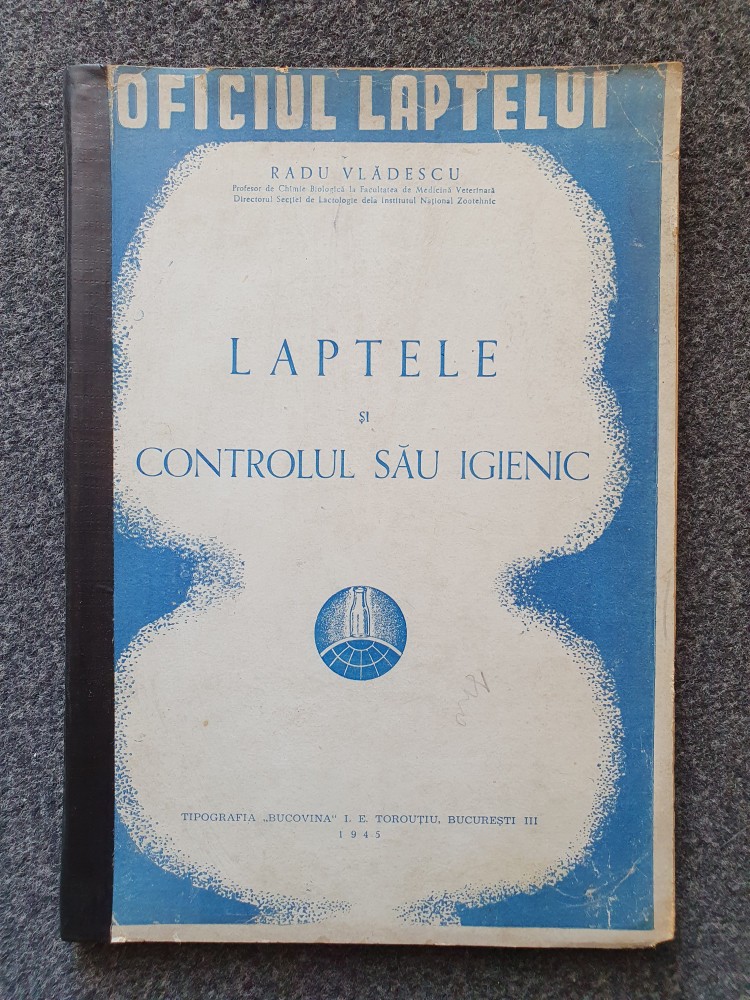 OFICIUL LAPTELUI
RADU VLĂDESCU
Profesor de Chimie Biologică la Facultatea de Medicină Veterinară
Directorul Secției de Lactologie dela Institutul Național Zootehnic
LAPTELE
ȘI
CONTROLUL SĂU IGIENIC
TIPOGRAFIA „BUCOVINA" I. E. TOROUȚIU, BUCUREȘTI III
1945